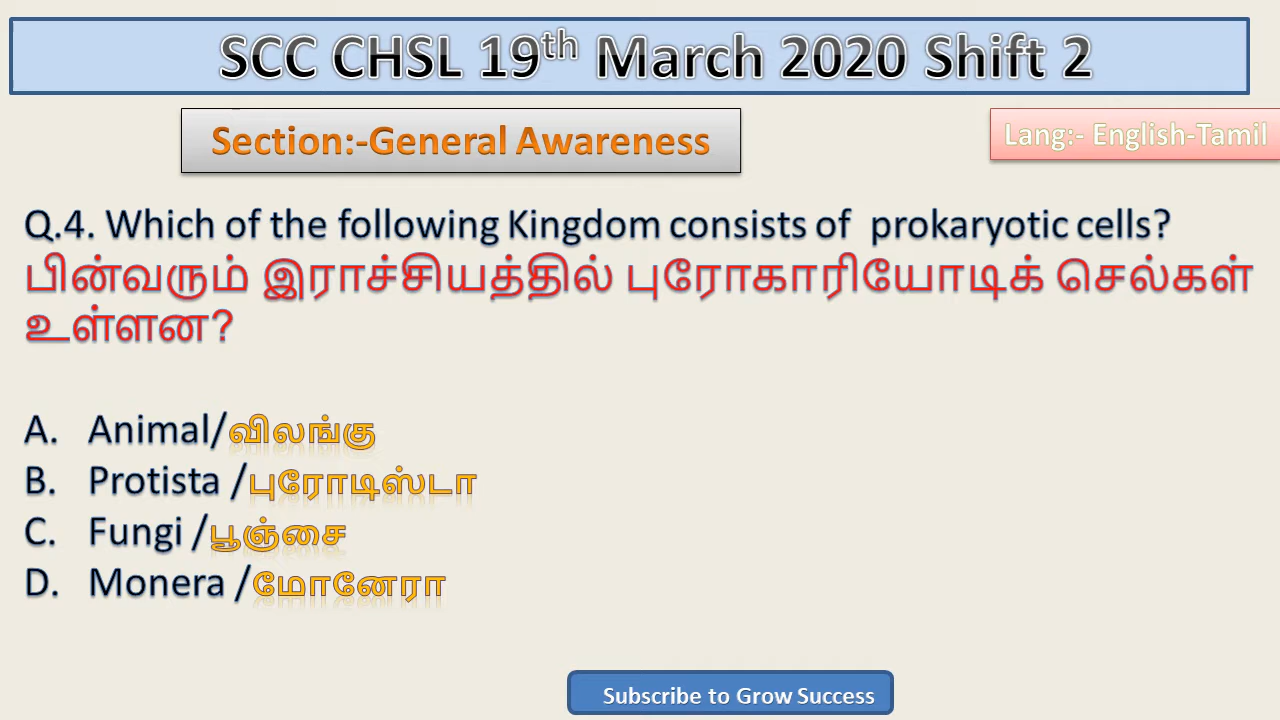 SCC CHSL 19th March 2020 Shift 2
Section:-General Awareness
Lang:- English-Tamil
Q.4. Which of the following Kingdom consists of prokaryotic cells?
பின்வரும் இராச்சியத்தில் புரோகாரியோடிக் செல்கள்
உள்ளன?
A. Animal/விலங்கு
B. Protista /புரோடிஸ்டா
C. Fungi /பூஞ்சை
D. Monera /மோனேரா
Subscribe to Grow Success